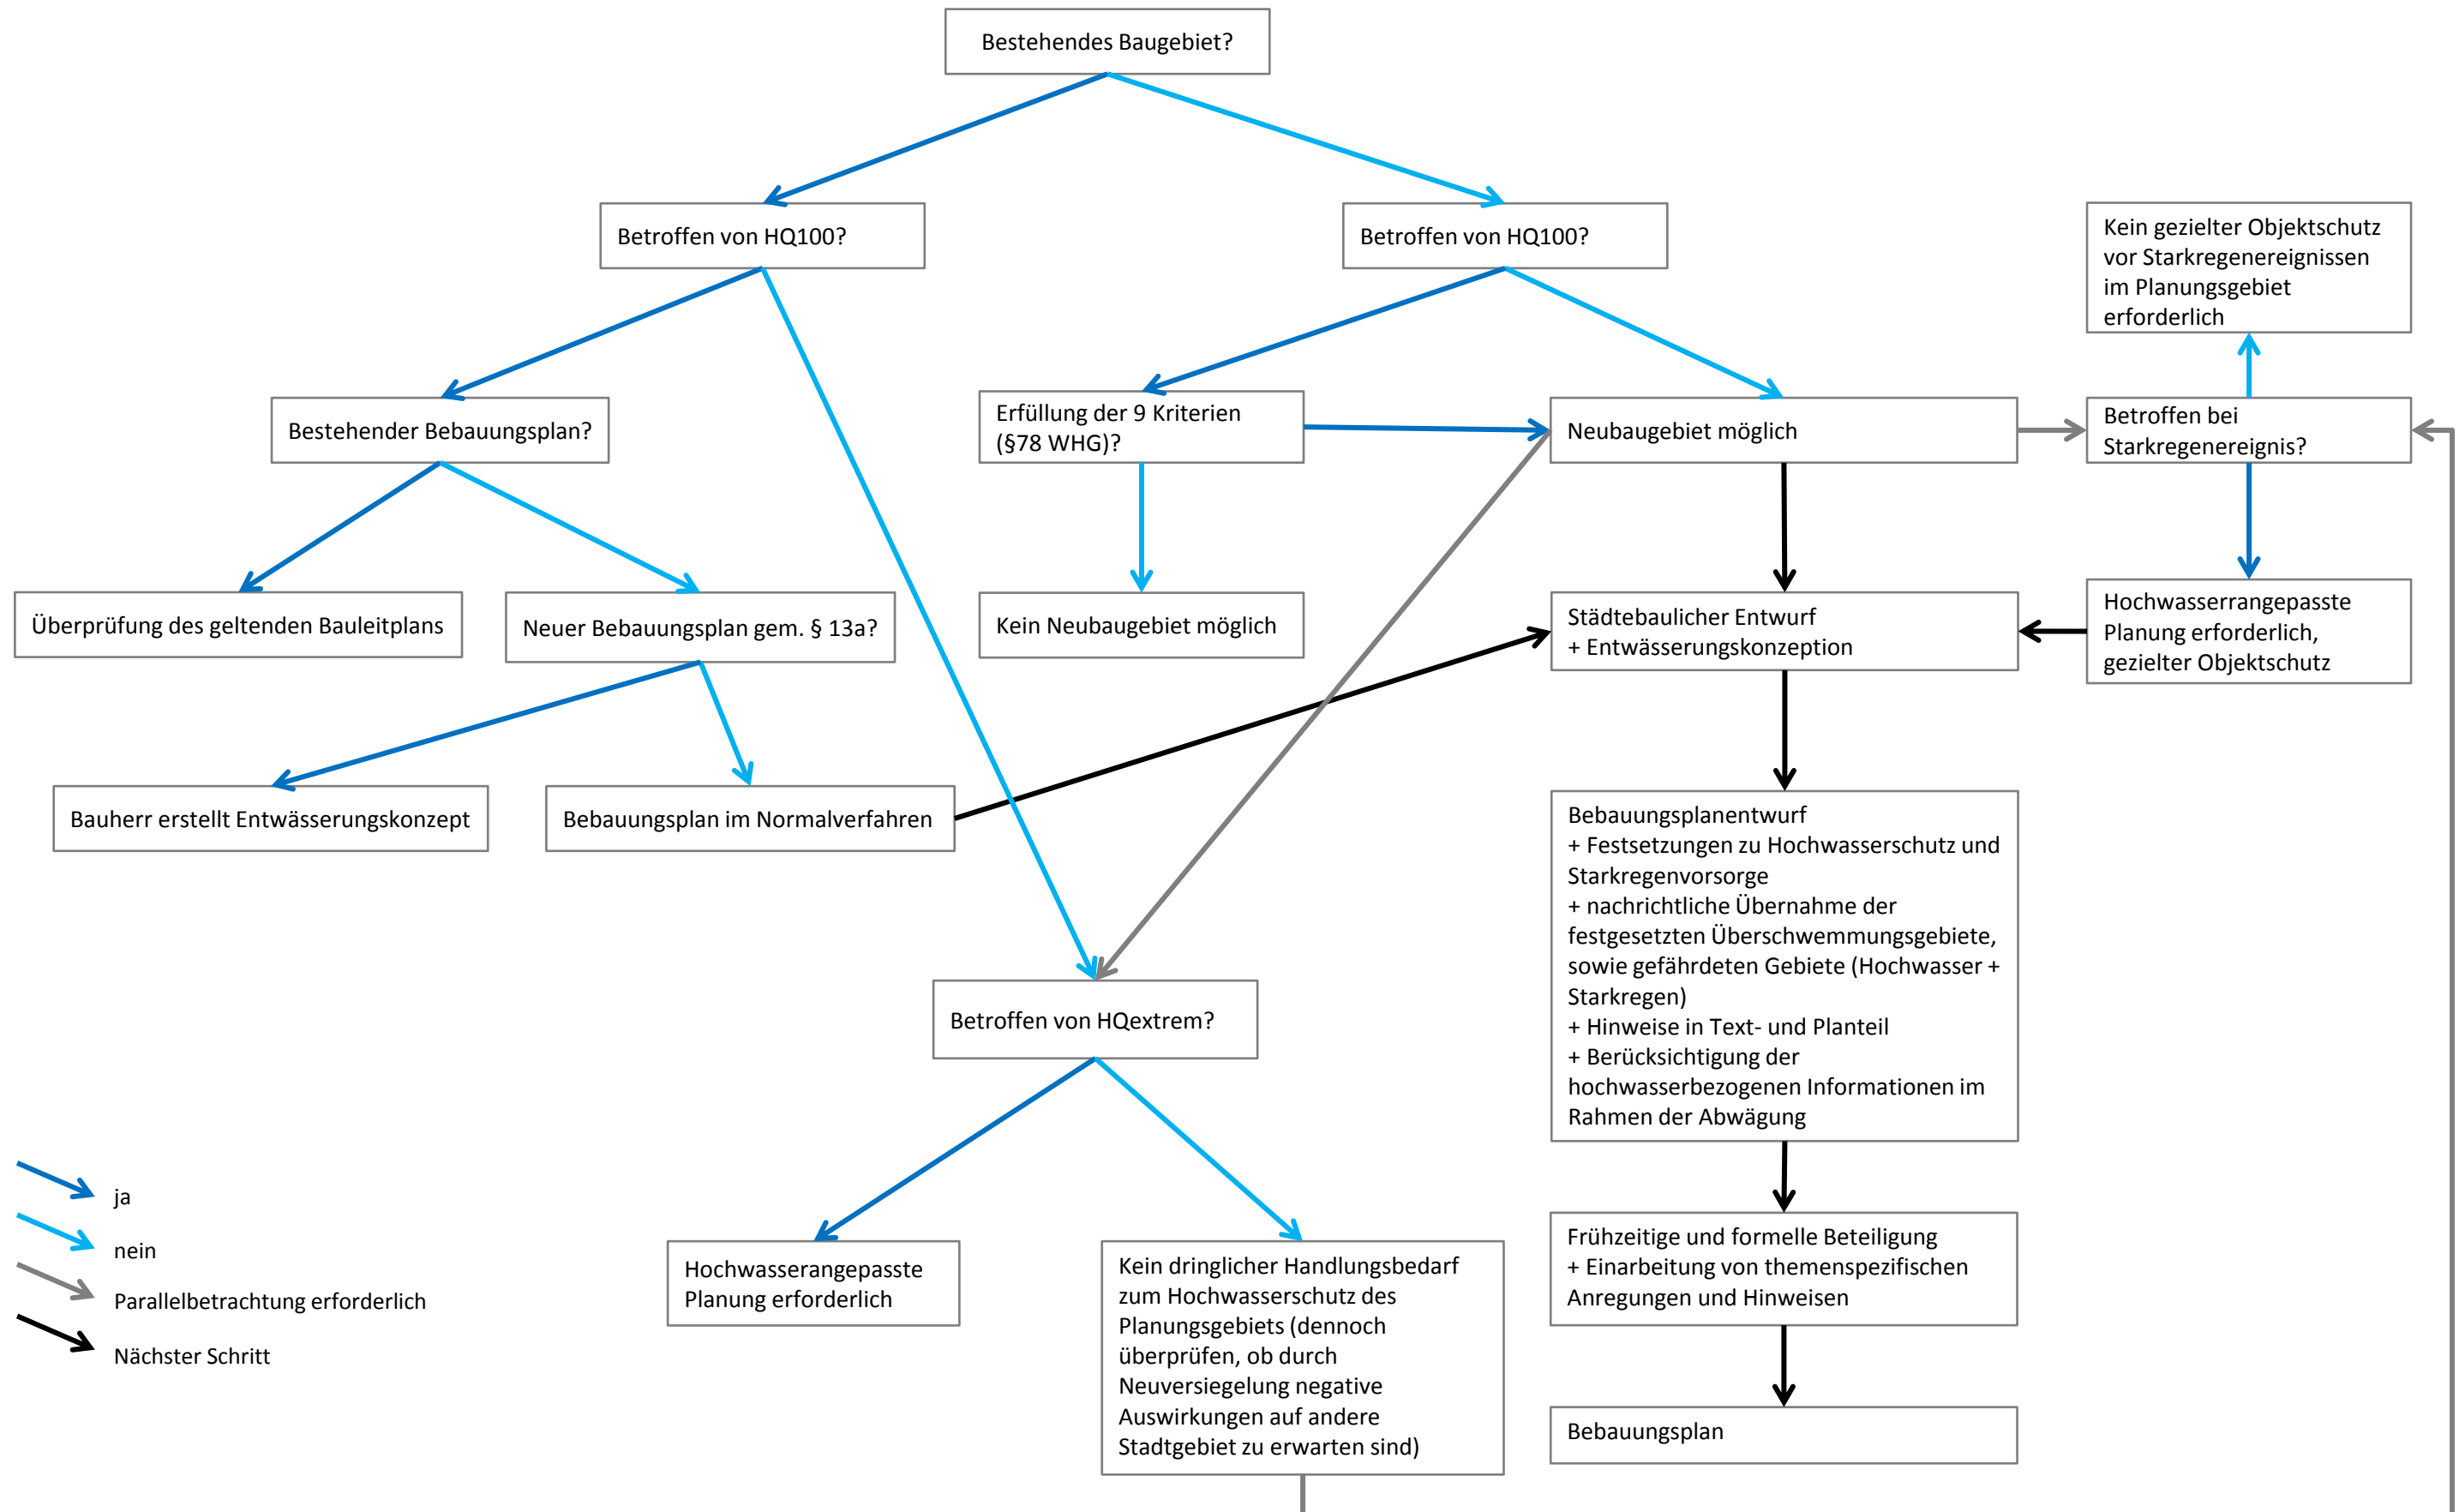 Bestehendes Baugebiet?
Betroffen von HQ100?
Betroffen von HQ100?
Kein gezielter Objektschutz
vor Starkregenereignissen
im Planungsgebiet
erforderlich
Bestehender Bebauungsplan?
Erfüllung der 9 Kriterien
(§78 WHG)?
Neubaugebiet möglich
Betroffen bei
Starkregenereignis?
Überprüfung des geltenden Bauleitplans
Neuer Bebauungsplan gem. § 13a?
Kein Neubaugebiet möglich
Städtebaulicher Entwurf
+ Entwässerungskonzeption
Hochwasserrangepasste
Planung erforderlich,
gezielter Objektschutz
Bauherr erstellt Entwässerungskonzept
Bebauungsplan im Normalverfahren
Bebauungsplanentwurf
+ Festsetzungen zu Hochwasserschutz und
Starkregenvorsorge
+ nachrichtliche Übernahme der
festgesetzten Überschwemmungsgebiete,
sowie gefährdeten Gebiete (Hochwasser +
Starkregen)
+ Hinweise in Text- und Planteil
+ Berücksichtigung der
hochwasserbezogenen Informationen im
Rahmen der Abwägung
Betroffen von HQextrem?
ja
nein
Parallelbetrachtung erforderlich
Nächster Schritt
Hochwasserangepasste
Planung erforderlich
Kein dringlicher Handlungsbedarf
zum Hochwasserschutz des
Planungsgebiets (dennoch
überprüfen, ob durch
Neuversiegelung negative
Auswirkungen auf andere
Stadtgebiet zu erwarten sind)
Frühzeitige und formelle Beteiligung
+ Einarbeitung von themenspezifischen
Anregungen und Hinweisen
Bebauungsplan